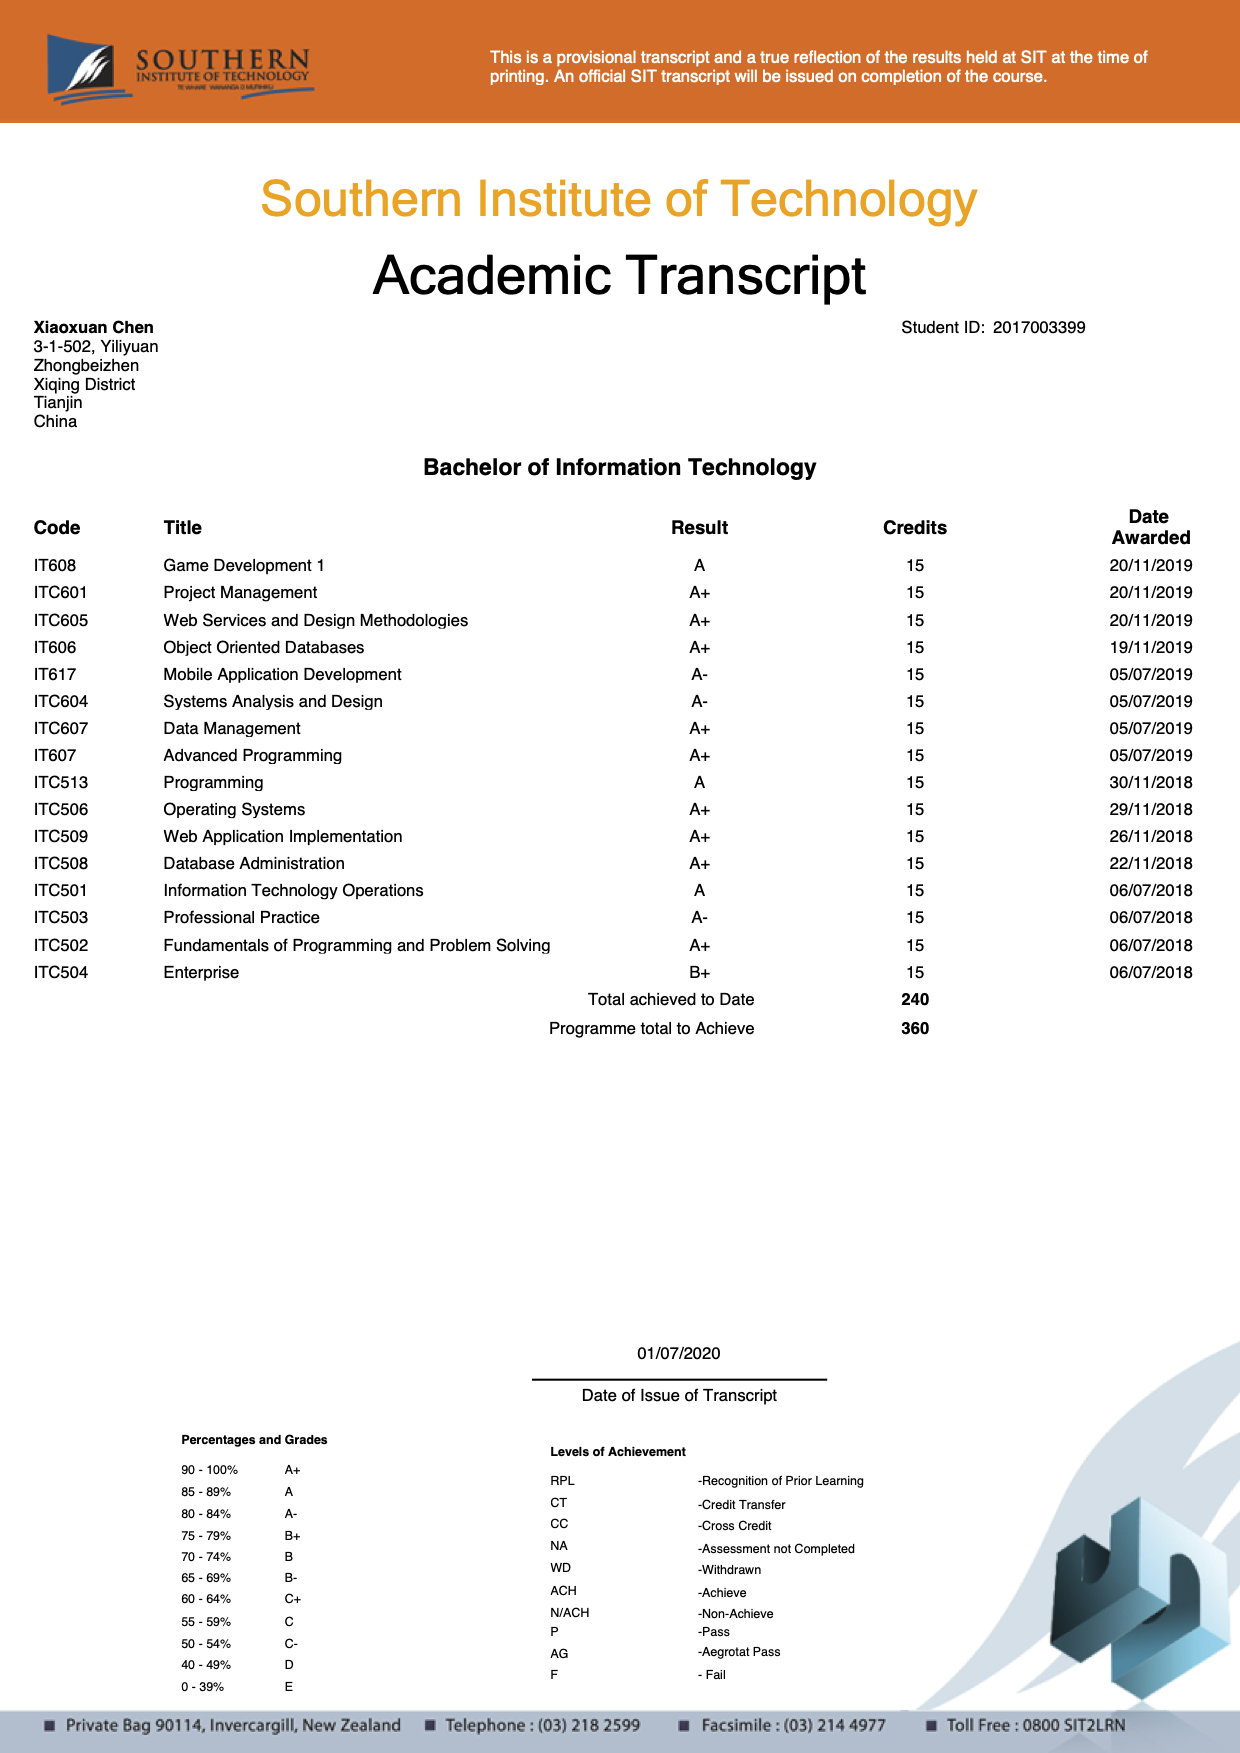 SOUTHERN
INSTITUTE OF TECHNOLOGY
TE WHARE WANANGA O MURIHIKU
This is a provisional transcript and a true reflection of the results held at SIT at the time of
printing. An official SIT transcript will be issued on completion of the course.
Southern Institute of Technology
Academic Transcript
Xiaoxuan Chen
Student ID: 2017003399
3-1-502, Yiliyuan
Zhongbeizhen
Xiqing District
Tianjin
China
Bachelor of Information Technology
Code Title Result Credits Date Awarded
IT608 Game Development 1 A 15 20/11/2019
ITC601 Project Management A+ 15 20/11/2019
ITC605 Web Services and Design Methodologies A+ 15 20/11/2019
IT606 Object Oriented Databases A+ 15 19/11/2019
IT617 Mobile Application Development A- 15 05/07/2019
ITC604 Systems Analysis and Design A- 15 05/07/2019
ITC607 Data Management A+ 15 05/07/2019
IT607 Advanced Programming A+ 15 05/07/2019
ITC513 Programming A 15 30/11/2018
ITC506 Operating Systems A+ 15 29/11/2018
ITC509 Web Application Implementation A+ 15 26/11/2018
ITC508 Database Administration A+ 15 22/11/2018
ITC501 Information Technology Operations A 15 06/07/2018
ITC503 Professional Practice A- 15 06/07/2018
ITC502 Fundamentals of Programming and Problem Solving A+ 15 06/07/2018
ITC504 Enterprise B+ 15 06/07/2018
Total achieved to Date 240
Programme total to Achieve 360
01/07/2020
Date of Issue of Transcript
Percentages and Grades
90 - 100% A+
85 - 89% A
80 - 84% A-
75 - 79% B+
70 - 74% B
65 - 69% B-
60 - 64% C+
55 - 59% C
50 - 54% C-
40 - 49% D
0 - 39% E
Levels of Achievement
RPL -Recognition of Prior Learning
CT -Credit Transfer
CC -Cross Credit
NA -Assessment not Completed
WD -Withdrawn
ACH -Achieve
N/ACH -Non-Achieve
P -Pass
AG -Aegrotat Pass
F - Fail
■ Private Bag 90114, Invercargill, New Zealand ■ Telephone : (03) 218 2599 ■ Facsimile : (03) 214 4977 ■ Toll Free : 0800 SIT2LRN